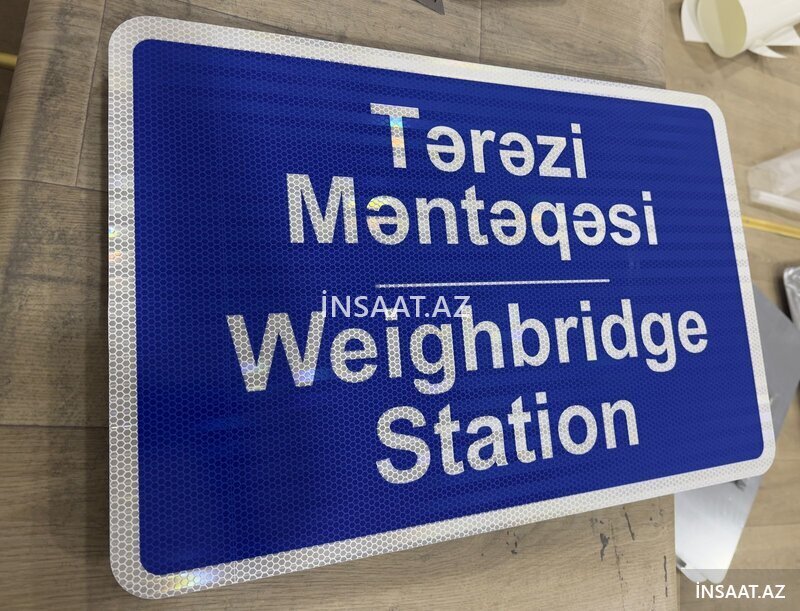 Tərəzi
Məntəqəsi
Weighbridge
Station
İNSAAT.AZ
İNSAAT.AZ